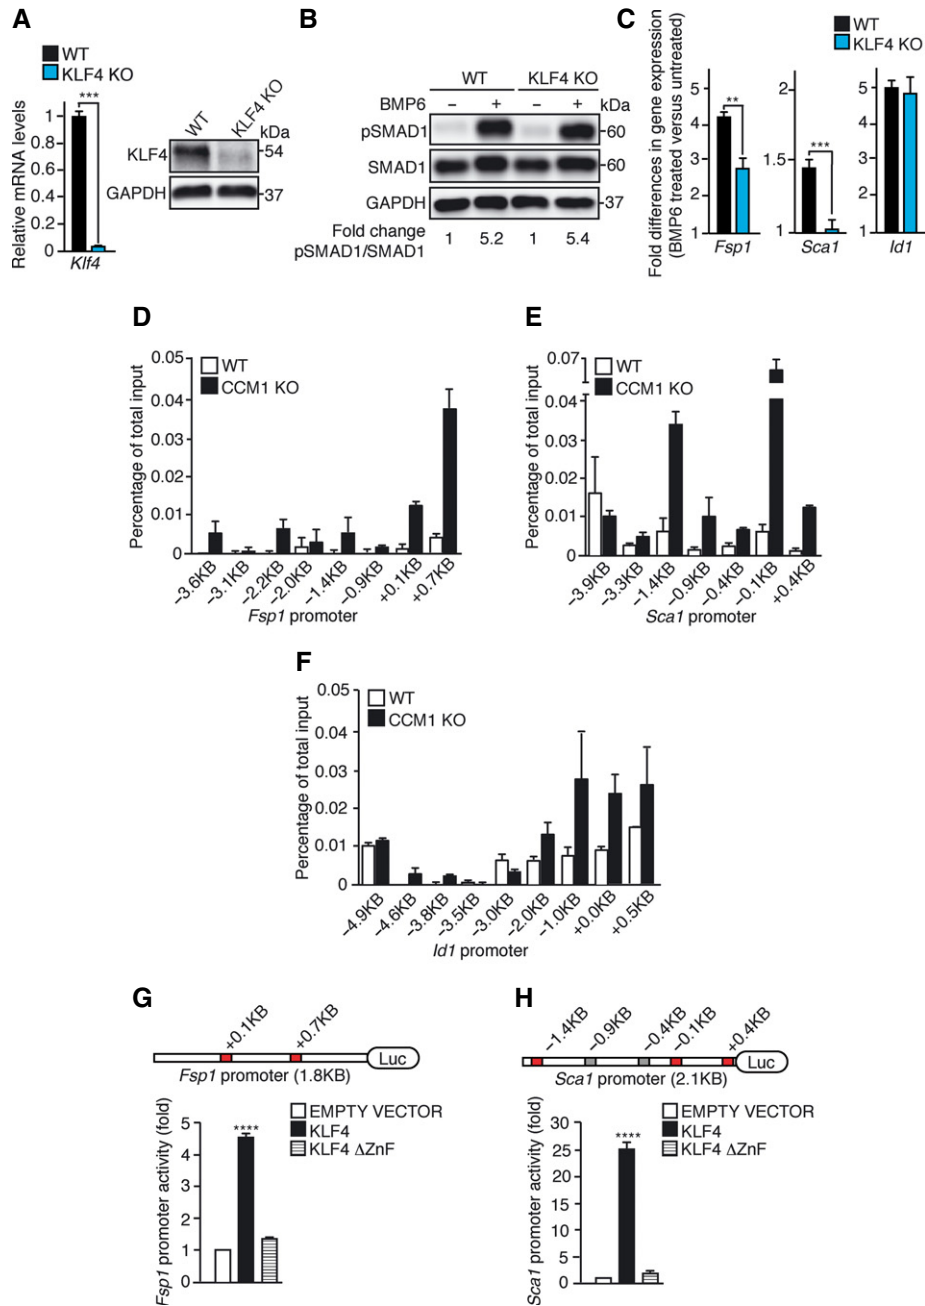 A
WT
KLF4 KO
Relative mRNA levels
***
1
0.8
0.6
0.4
0.2
0
Klf4
WT
KLF4 KO
kDa
KLF4
54
GAPDH
37
B
WT
KLF4 KO
BMP6
– + – +
kDa
pSMAD1
60
SMAD1
60
GAPDH
37
Fold change
pSMAD1/SMAD1
1 5.2 1 5.4
C
WT
KLF4 KO
Fold differences in gene expression
(BMP6 treated versus untreated)
5
4
3
2
1
**
Fsp1
2
1.5
1
***
Sca1
5
4
3
2
1
Id1
D
Percentage of total input
0.05
0.04
0.03
0.02
0.01
0
WT
CCM1 KO
−3.6KB
−3.1KB
−2.2KB
−2.0KB
−1.4KB
−0.9KB
+0.1KB
+0.7KB
Fsp1 promoter
E
Percentage of total input
0.07
0.04
0.03
0.02
0.01
0
WT
CCM1 KO
−3.9KB
−3.3KB
−1.4KB
−0.9KB
−0.4KB
−0.1KB
+0.4KB
Sca1 promoter
F
Percentage of total input
0.05
0.03
0.02
0.01
0
WT
CCM1 KO
−4.9KB
−4.6KB
−3.8KB
−3.5KB
−3.0KB
−2.0KB
−1.0KB
+0.0KB
+0.5KB
Id1 promoter
G
+0.1KB
+0.7KB
Luc
Fsp1 promoter (1.8KB)
Fsp1 promoter activity (fold)
5
4
2
1
0
****
EMPTY VECTOR
KLF4
KLF4 ΔZnF
H
−1.4KB
−0.9KB
−0.4KB
−0.1KB
+0.4KB
Luc
Sca1 promoter (2.1KB)
Sca1 promoter activity (fold)
30
25
20
15
10
5
0
****
EMPTY VECTOR
KLF4
KLF4 ΔZnF